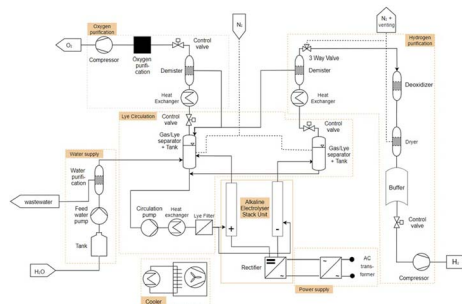 Oxygen
purification
O₂
Compressor
Oxygen
purifi-
cation
Control
valve
Demister
Heat
Exchanger
N₂
N₂ +
venting
Hydrogen
purification
3 Way Valve
Demister
Heat
Exchanger
Deoxidizer
Dryer
Buffer
Control
valve
Compressor
H₂
Lye Circulation
Control
valve
Gas/Lye
separator
+ Tank
Control
valve
Gas/Lye
separator
+ Tank
Water supply
Water
purifi-
cation
wastewater
Feed
water
pump
Tank
H₂O
Circulation
pump
Heat
exchanger
Lye Filter
Alkaline
Electrolyser
Stack Unit
+
-
Rectifier
AC
trans-
former
Power supply
Cooler